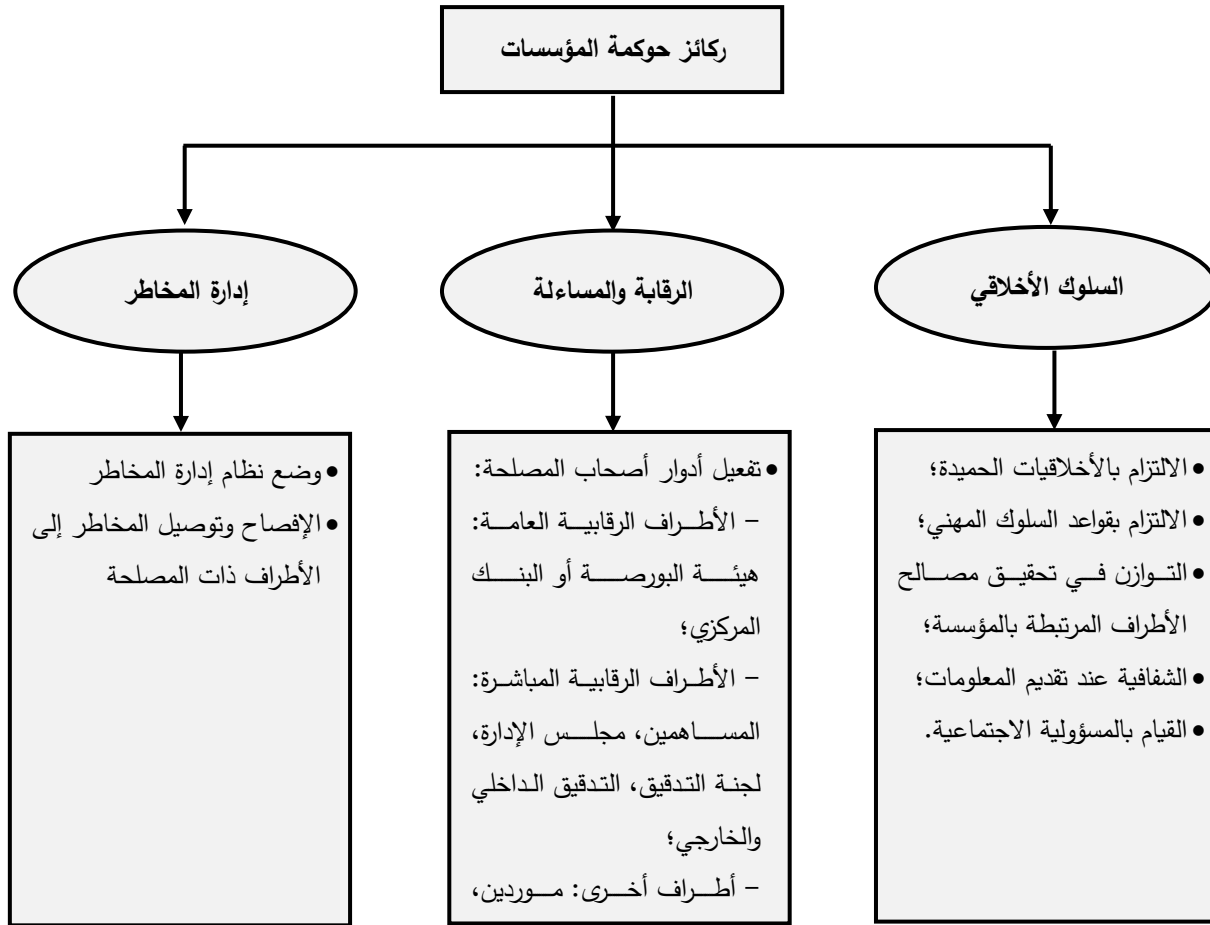 ركائز حوكمة المؤسسات
السلوك الأخلاقي
الرقابة والمساءلة
إدارة المخاطر
• الالتزام بالأخلاقيات الحميدة؛
• الالتزام بقواعد السلوك المهني؛
• التوازن في تحقيق مصالح
الأطراف المرتبطة بالمؤسسة؛
• الشفافية عند تقديم المعلومات؛
• القيام بالمسؤولية الاجتماعية.
• تفعيل أدوار أصحاب المصلحة:
– الأطراف الرقابية العامة:
هيئة البورصة أو البنك
المركزي؛
– الأطراف الرقابية المباشرة:
المساهمين، مجلس الإدارة،
لجنة التدقيق، التدقيق الداخلي
والخارجي؛
– أطراف أخرى: موردين،
• وضع نظام إدارة المخاطر
• الإفصاح وتوصيل المخاطر إلى
الأطراف ذات المصلحة